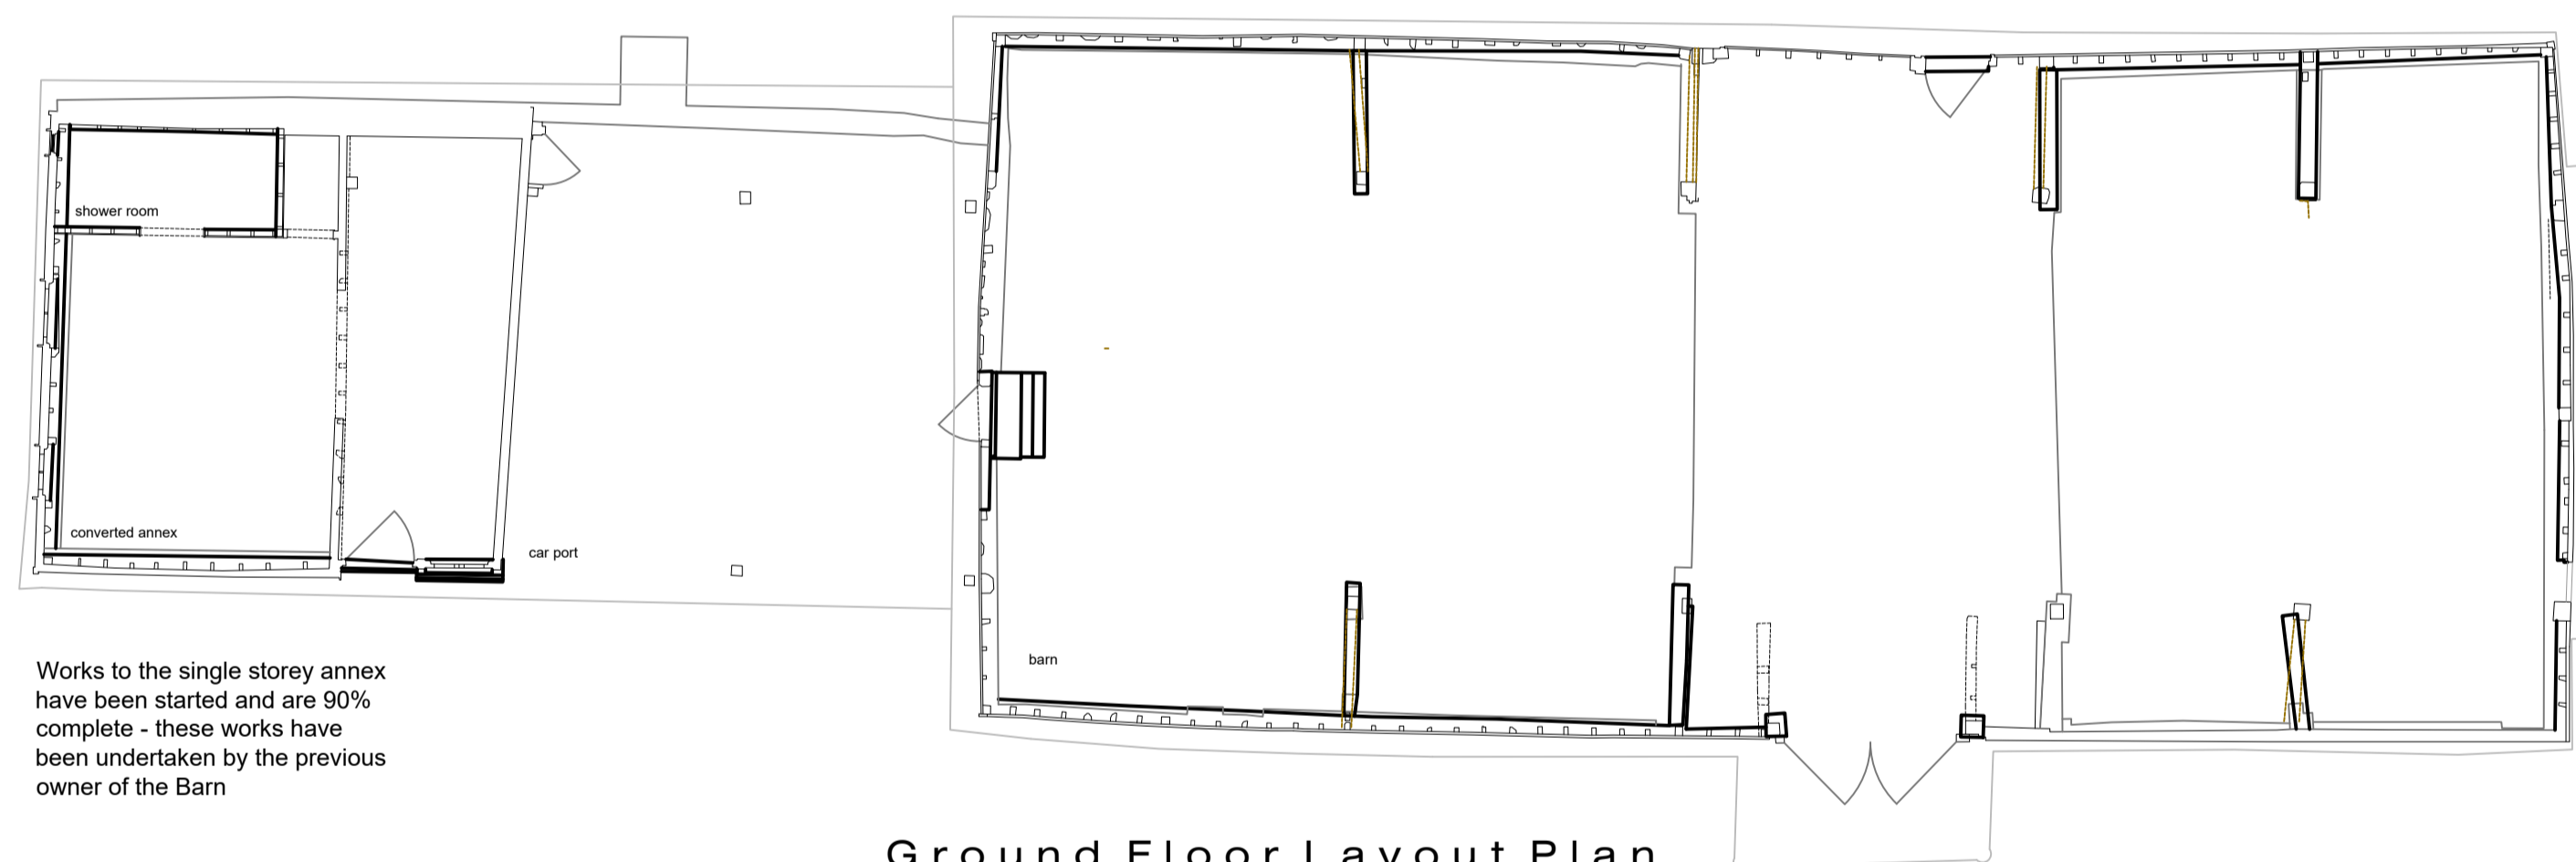 shower room
converted annex
car port
barn
Works to the single storey annex
have been started and are 90%
complete - these works have
been undertaken by the previous
owner of the Barn
Ground Floor Layout Plan